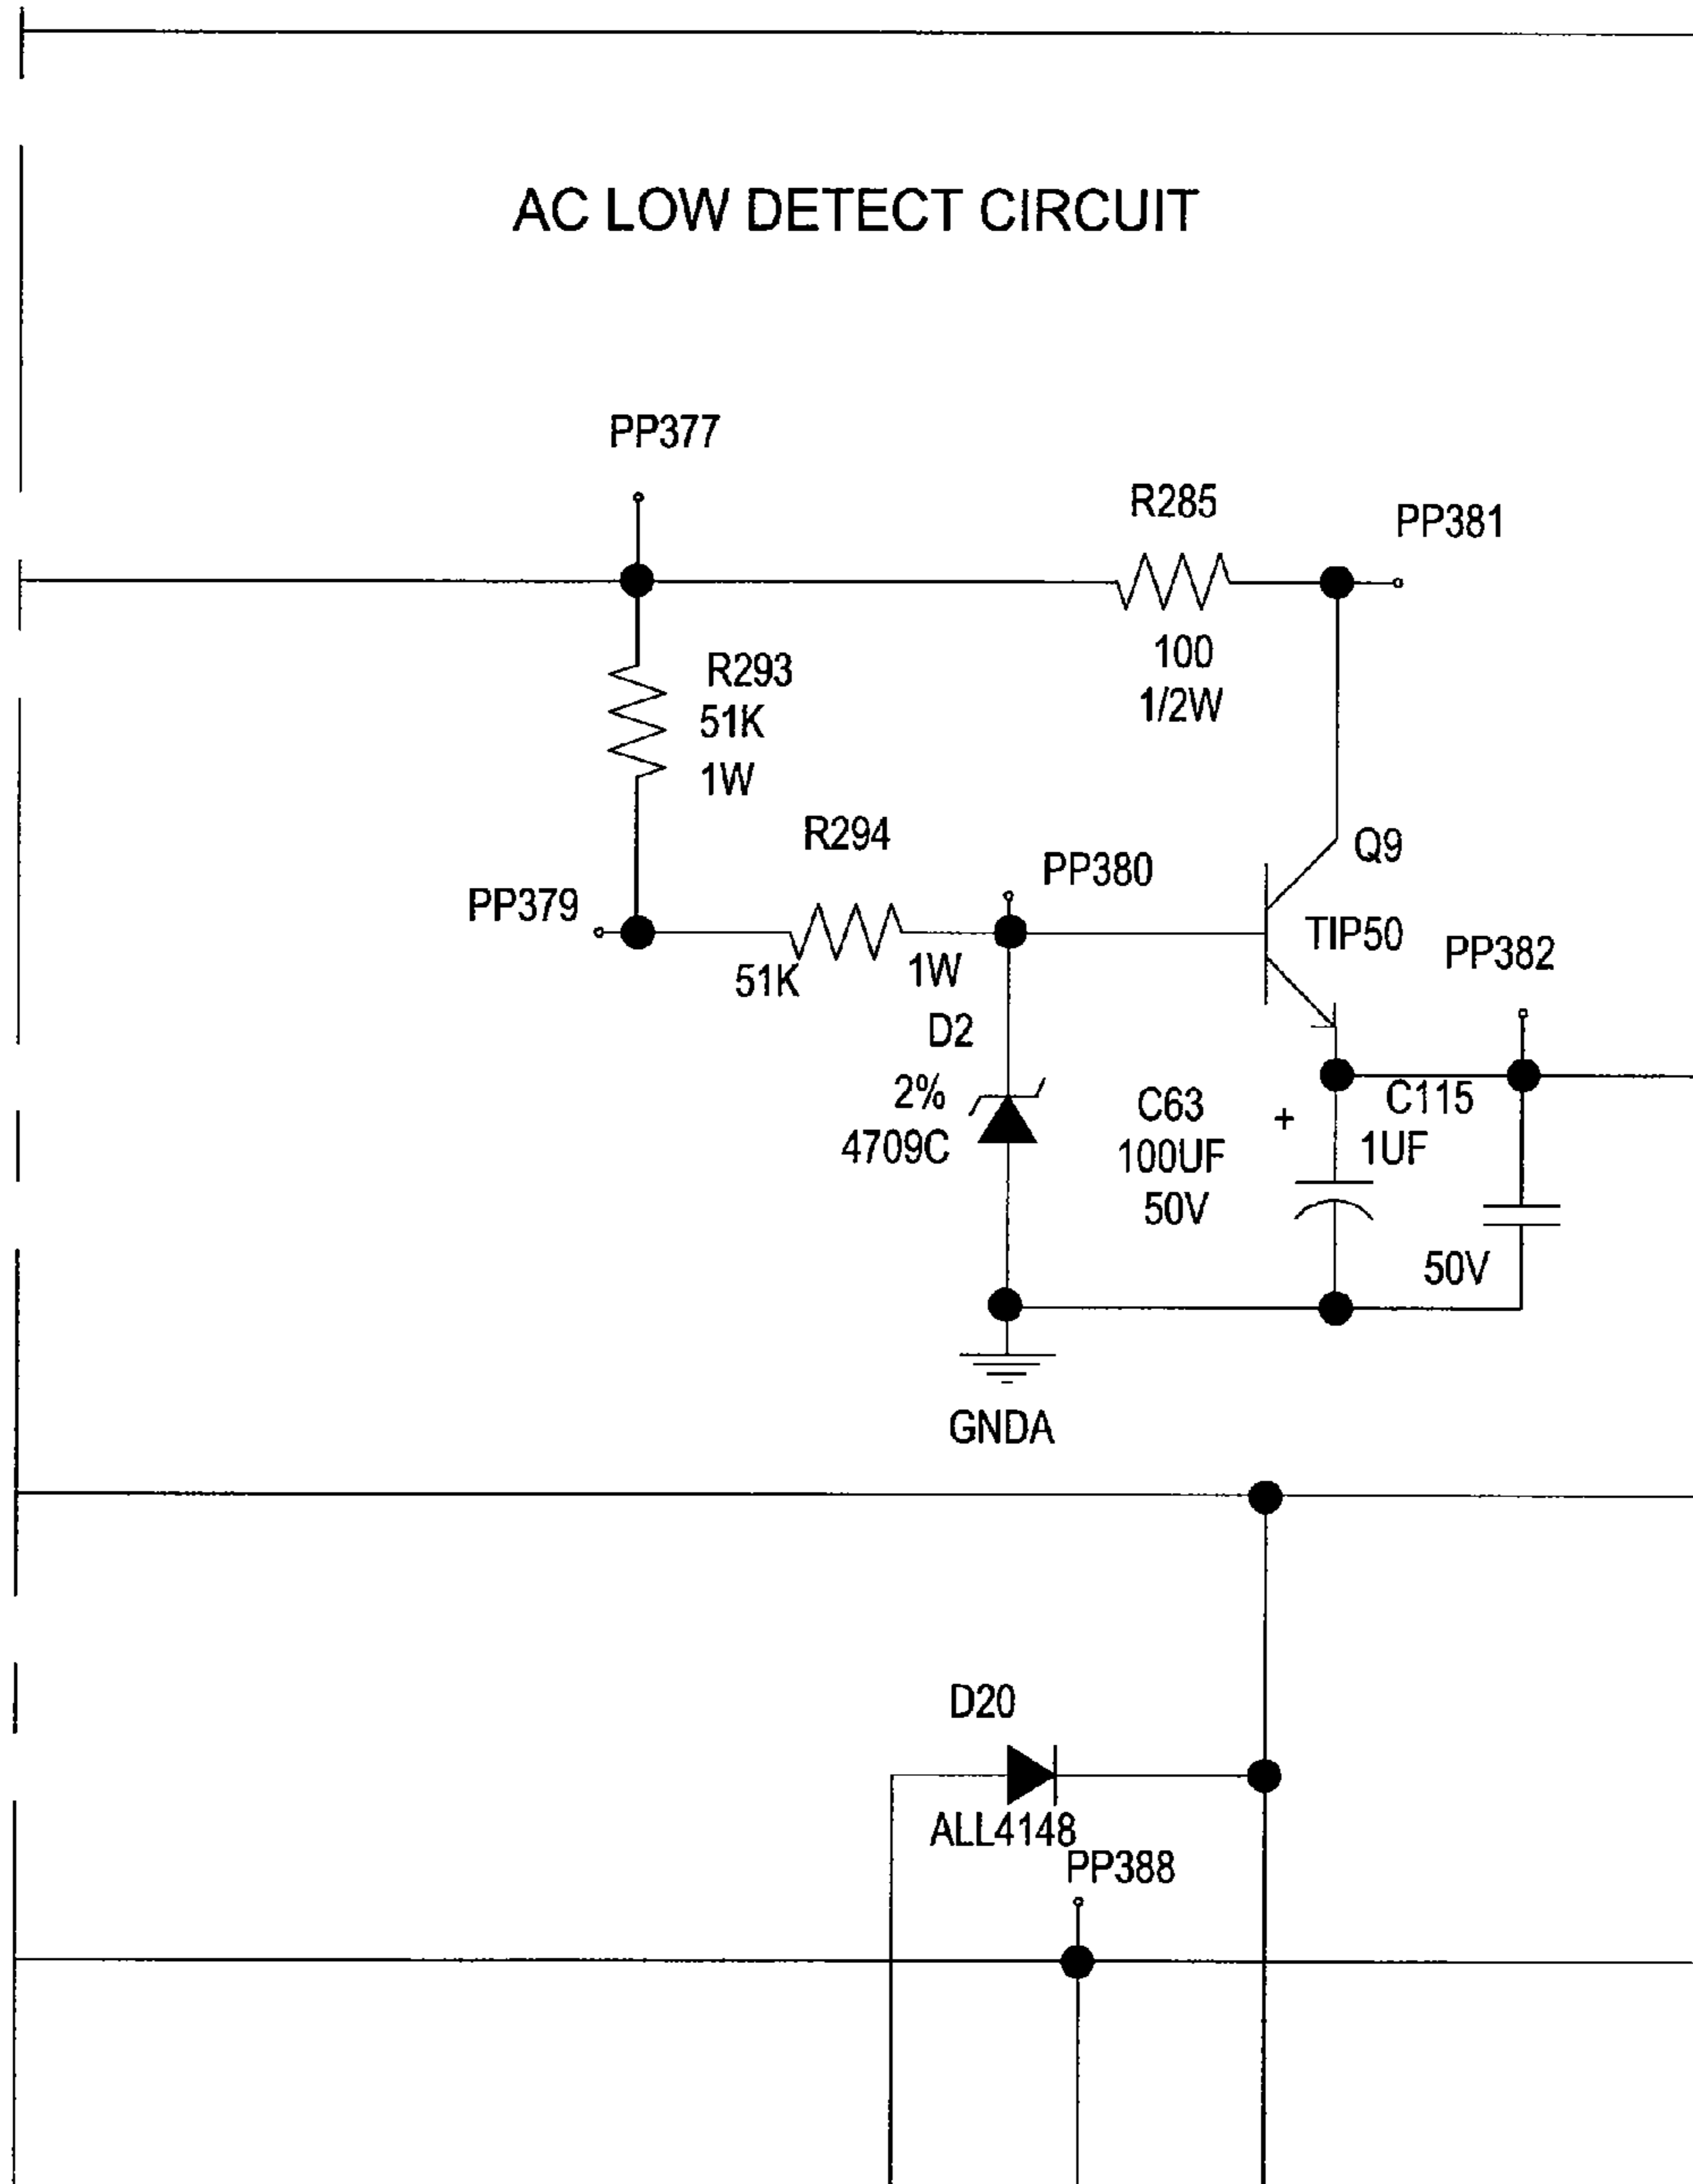 AC LOW DETECT CIRCUIT
PP377
R285
PP381
100
1/2W
R293
51K
1W
R294
PP379
51K
1W
PP380
Q9
TIP50
PP382
D2
2%
4709C
C63
100UF
50V
+
C115
1UF
50V
GNDA
D20
ALL4148
PP388